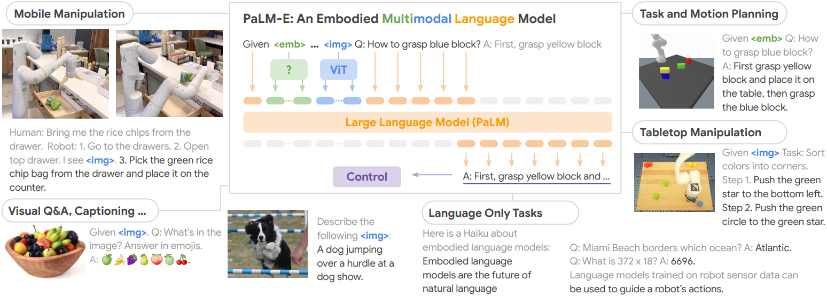 Mobile Manipulation
Human: Bring me the rice chips from the
drawer. Robot: 1. Go to the drawers, 2. Open
top drawer. I see <img>. 3. Pick the green rice
chip bag from the drawer and place it on the
counter.
Visual Q&A, Captioning ...
Given <img>. Q: What's in the
image? Answer in emojis.
A: 🍏🍌🍇🍐🍑🍈🍒.
PaLM-E: An Embodied Multimodal Language Model
Given <emb> ... <img> Q: How to grasp blue block? A: First, grasp yellow block
?
ViT
Large Language Model (PaLM)
Control
A: First, grasp yellow block and ...
Describe the
following <img>:
A dog jumping
over a hurdle at a
dog show.
Language Only Tasks
Here is a Haiku about
embodied language models:
Embodied language
models are the future of
natural language
Q: Miami Beach borders which ocean? A: Atlantic.
Q: What is 372 x 18? A: 6696.
Language models trained on robot sensor data can
be used to guide a robot's actions.
Task and Motion Planning
Given <emb> Q: How
to grasp blue block?
A: First grasp yellow
block and place it on
the table, then grasp
the blue block.
Tabletop Manipulation
Given <img> Task: Sort
colors into corners.
Step 1. Push the green
star to the bottom left.
Step 2. Push the green
circle to the green star.